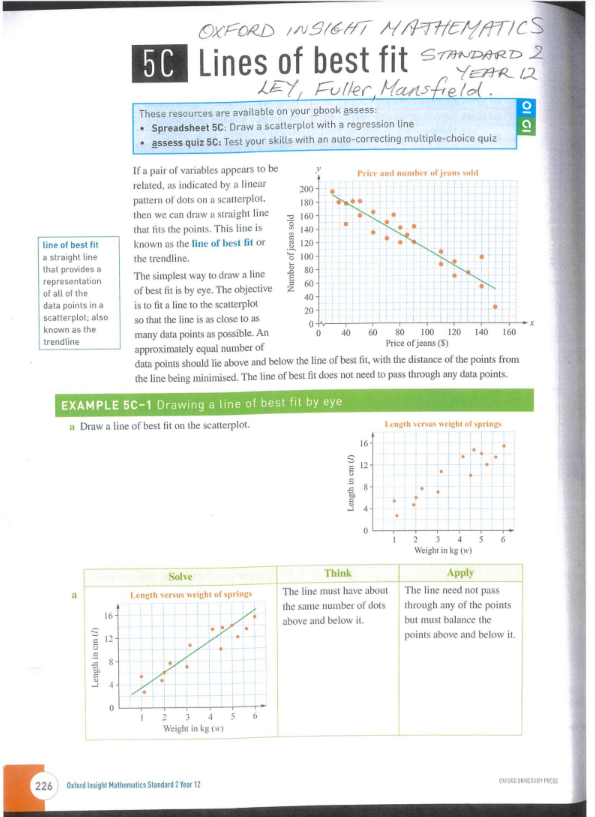 OXFORD INSIGHT MATHEMATICS
5C Lines of best fit STANDARD 2
YEAR 12
LEY, Fuller, Mansfield.
These resources are available on your obook assess:
• Spreadsheet 5C: Draw a scatterplot with a regression line
• assess quiz 5C: Test your skills with an auto-correcting multiple-choice quiz
If a pair of variables appears to be
related, as indicated by a linear
pattern of dots on a scatterplot,
then we can draw a straight line
that fits the points. This line is
known as the line of best fit or
the trendline.
The simplest way to draw a line
of best fit is by eye. The objective
is to fit a line to the scatterplot
so that the line is as close to as
many data points as possible. An
approximately equal number of
data points should lie above and below the line of best fit, with the distance of the points from
the line being minimised. The line of best fit does not need to pass through any data points.
line of best fit
a straight line
that provides a
representation
of all of the
data points in a
scatterplot; also
known as the
trendline
Price and number of jeans sold
y
Number of jeans sold
200
180
160
140
120
100
80
60
40
20
0
x
0 40 60 80 100 120 140 160
Price of jeans ($)
EXAMPLE 5C–1 Drawing a line of best fit by eye
a Draw a line of best fit on the scatterplot.
Length versus weight of springs
Length in cm (l)
16
12
8
4
0
1 2 3 4 5 6
Weight in kg (w)
Solve Think Apply
a
Length versus weight of springs
Length in cm (l)
16
12
8
4
0
1 2 3 4 5 6
Weight in kg (w)
The line must have about
the same number of dots
above and below it.
The line need not pass
through any of the points
but must balance the
points above and below it.
226 Oxford Insight Mathematics Standard 2 Year 12
OXFORD UNIVERSITY PRESS